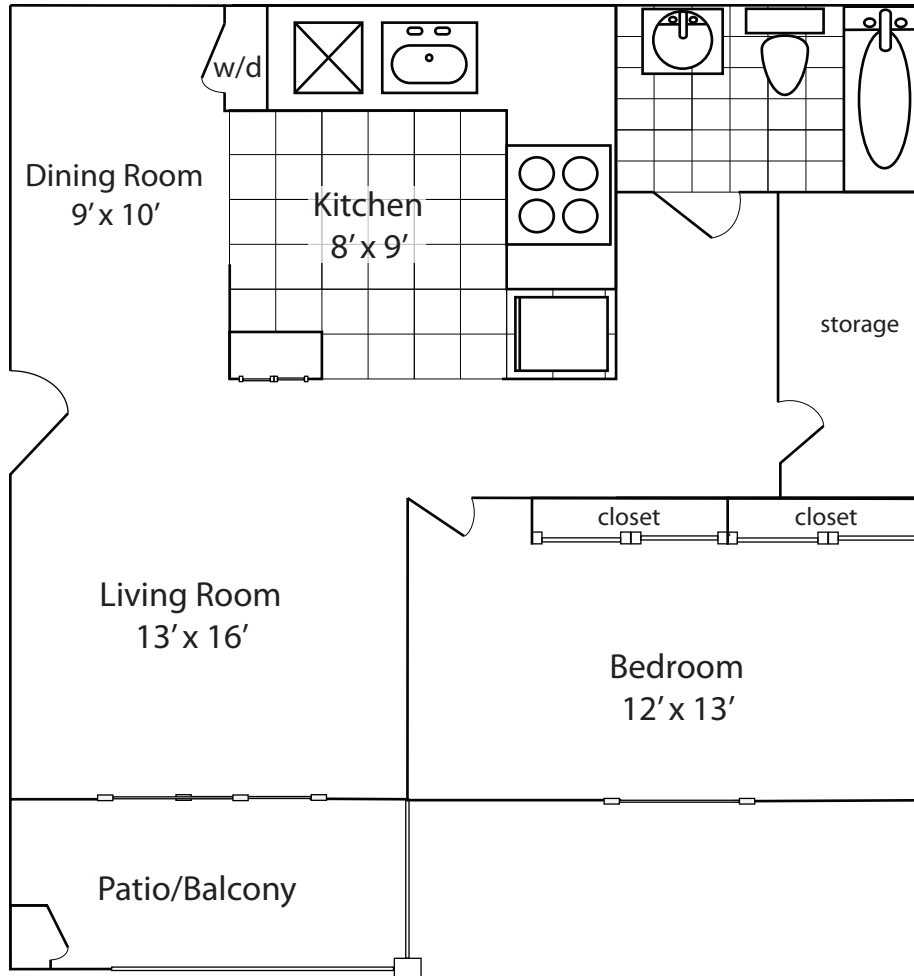 w/d
Dining Room
9’ x 10’
Kitchen
8’ x 9’
storage
closet
closet
Living Room
13’ x 16’
Bedroom
12’ x 13’
Patio/Balcony